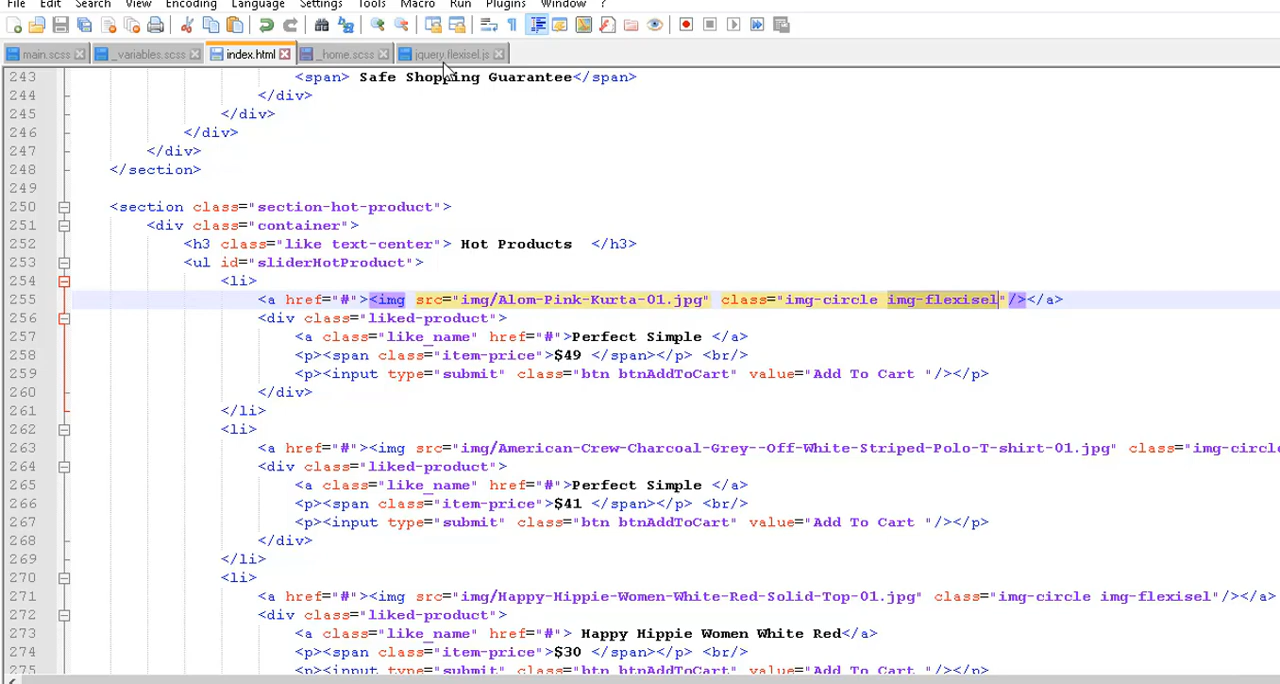 File Edit Search View Encoding Language Settings Tools Macro Run Plugins Window ?
main.scss _variables.scss index.html _home.scss jquery.flexisel.js
243 <span> Safe Shopping Guarantee</span>
244 </div>
245 </div>
246 </div>
247 </div>
248 </section>
249
250 <section class="section-hot-product">
251 <div class="container">
252 <h3 class="like text-center"> Hot Products </h3>
253 <ul id="sliderHotProduct">
254 <li>
255 <a href="#"><img src="img/Alom-Pink-Kurta-01.jpg" class="img-circle img-flexisel"/></a>
256 <div class="liked-product">
257 <a class="like_name" href="#">Perfect Simple </a>
258 <p><span class="item-price">$49 </span></p> <br/>
259 <p><input type="submit" class="btn btnAddToCart" value="Add To Cart "/></p>
260 </div>
261 </li>
262 <li>
263 <a href="#"><img src="img/American-Crew-Charcoal-Grey--Off-White-Striped-Polo-T-shirt-01.jpg" class="img-circle
264 <div class="liked-product">
265 <a class="like_name" href="#">Perfect Simple </a>
266 <p><span class="item-price">$41 </span></p> <br/>
267 <p><input type="submit" class="btn btnAddToCart" value="Add To Cart "/></p>
268 </div>
269 </li>
270 <li>
271 <a href="#"><img src="img/Happy-Hippie-Women-White-Red-Solid-Top-01.jpg" class="img-circle img-flexisel"/></a>
272 <div class="liked-product">
273 <a class="like_name" href="#"> Happy Hippie Women White Red</a>
274 <p><span class="item-price">$30 </span></p> <br/>
275 <p><input type="submit" class="btn btnAddToCart" value="Add To Cart "/></p>